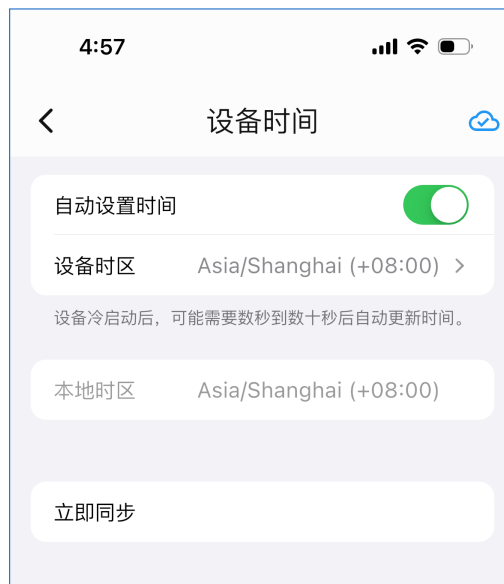 4:57
设备时间
自动设置时间
设备时区 Asia/Shanghai (+08:00)
设备冷启动后，可能需要数秒到数十秒后自动更新时间。
本地时区 Asia/Shanghai (+08:00)
立即同步